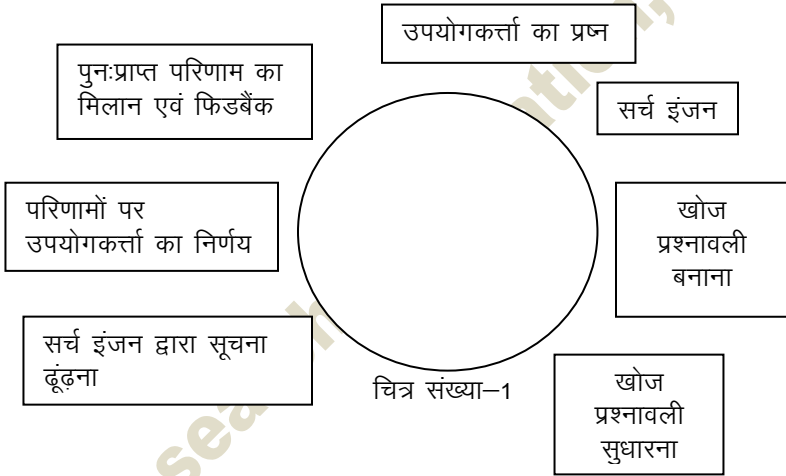 उपयोगकर्त्ता का प्रष्न
सर्च इंजन
खोज
प्रश्नावली
बनाना
खोज
प्रश्नावली
सुधारना
सर्च इंजन द्वारा सूचना
ढूंढ़ना
परिणामों पर
उपयोगकर्त्ता का निर्णय
पुनःप्राप्त परिणाम का
मिलान एवं फिडबैंक
चित्र संख्या–1